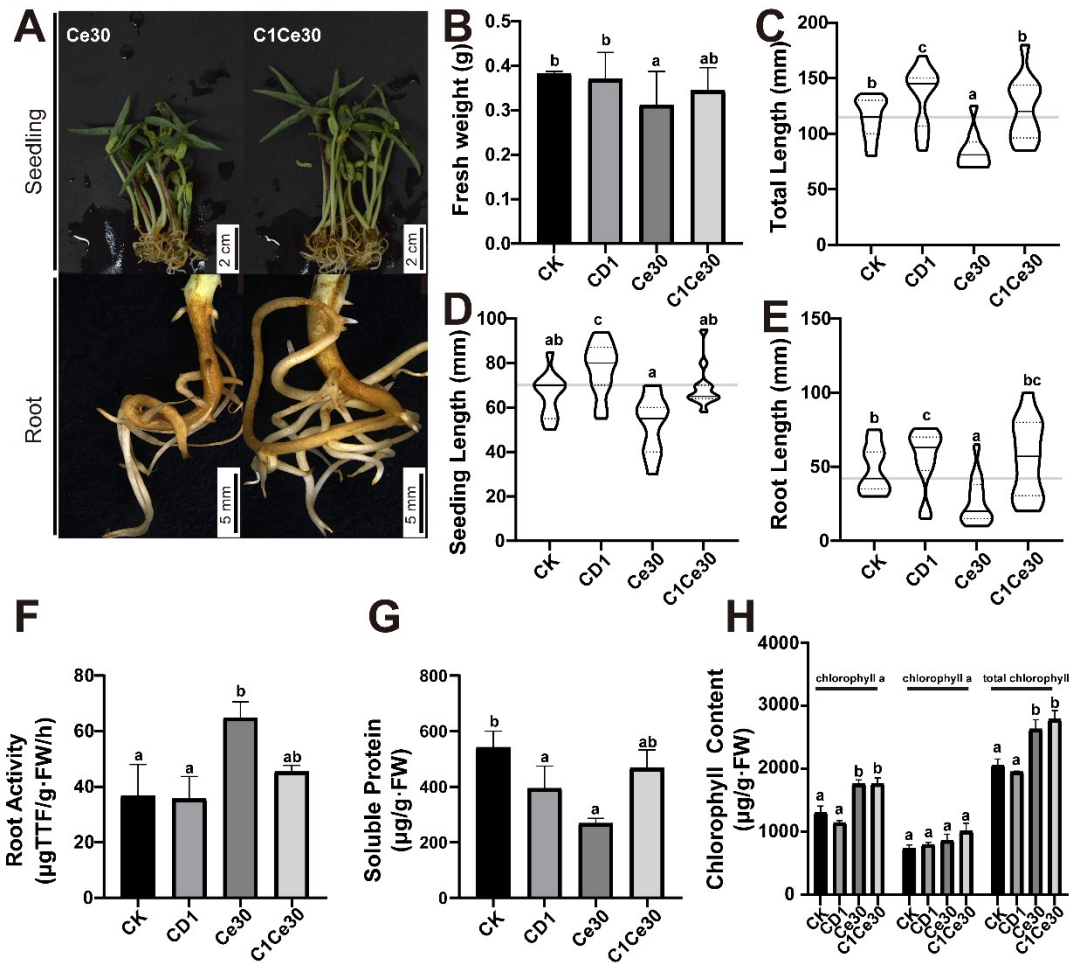 A
Ce30
C1Ce30
Seedling
2 cm
2 cm
Root
5 mm
5 mm
B
Fresh weight (g)
0.5
0.4
0.3
0.2
0.1
0.0
b
b
a
ab
CK
CD1
Ce30
C1Ce30
C
Total Length (mm)
200
150
100
50
0
b
c
a
b
CK
CD1
Ce30
C1Ce30
D
Seeding Length (mm)
100
80
60
40
20
0
ab
c
a
ab
CK
CD1
Ce30
C1Ce30
E
Root Length (mm)
150
100
50
0
b
c
a
bc
CK
CD1
Ce30
C1Ce30
F
Root Activity
(μgTTF/g·FW/h)
80
60
40
20
0
a
a
b
ab
CK
CD1
Ce30
C1Ce30
G
Soluble Protein
(μg/g·FW)
800
600
400
200
0
b
a
a
ab
CK
CD1
Ce30
C1Ce30
H
Chlorophyll Content
(μg/g·FW)
4000
3000
2000
1000
0
chlorophyll a
chlorophyll a
total chlorophyll
a
a
b
b
a
a
a
a
a
a
b
b
CK
CD1
Ce30
C1Ce30
CK
CD1
Ce30
C1Ce30
CK
CD1
Ce30
C1Ce30